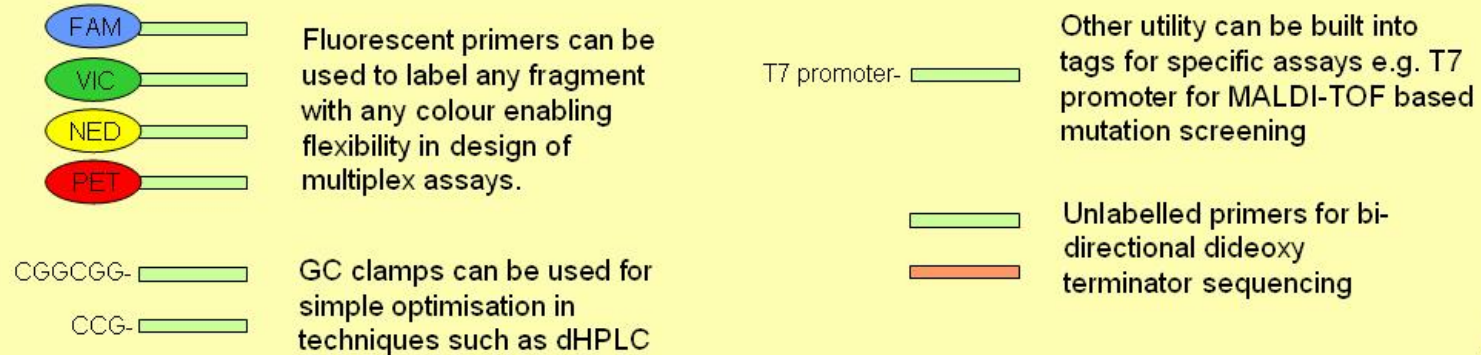 FAM
VIC
NED
PET
Fluorescent primers can be
used to label any fragment
with any colour enabling
flexibility in design of
multiplex assays.
CGGCGG-
CCG-
GC clamps can be used for
simple optimisation in
techniques such as dHPLC
T7 promoter-
Other utility can be built into
tags for specific assays e.g. T7
promoter for MALDI-TOF based
mutation screening
Unlabelled primers for bi-
directional dideoxy
terminator sequencing